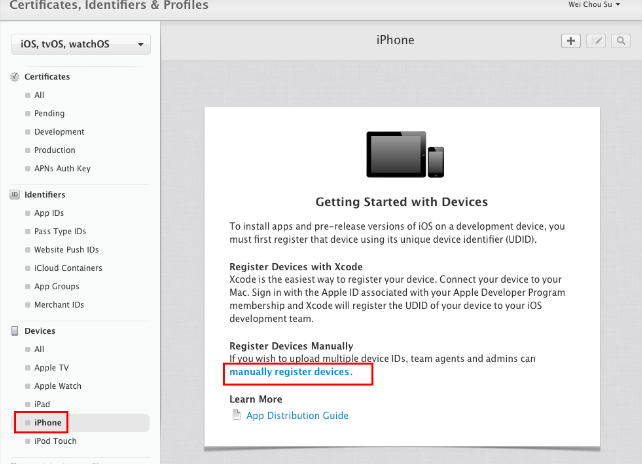 Certificates, Identifiers & Profiles
Wei Chou Su
iOS, tvOS, watchOS
iPhone
Certificates
All
Pending
Development
Production
APNs Auth Key
ID Identifiers
App IDs
Pass Type IDs
Website Push IDs
iCloud Containers
App Groups
Merchant IDs
Devices
All
Apple TV
Apple Watch
iPad
iPhone
iPod Touch
Getting Started with Devices
To install apps and pre-release versions of iOS on a development device, you
must first register that device using its unique device identifier (UDID).
Register Devices with Xcode
Xcode is the easiest way to register your device. Connect your device to your
Mac. Sign in with the Apple ID associated with your Apple Developer Program
membership and Xcode will register the UDID of your device to your iOS
development team.
Register Devices Manually
If you wish to upload multiple device IDs, team agents and admins can
manually register devices.
Learn More
App Distribution Guide